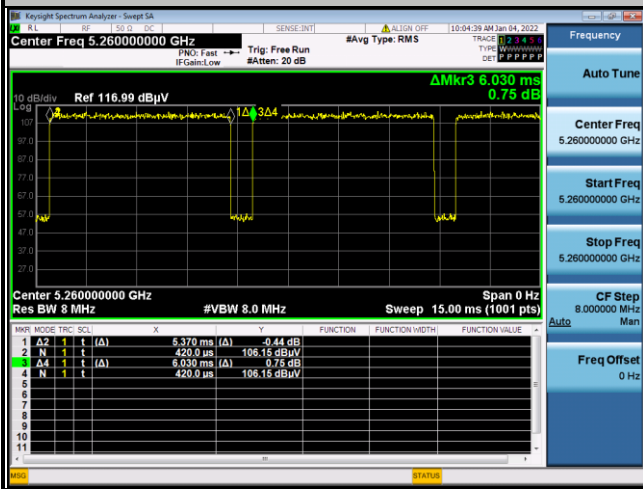 Keysight Spectrum Analyzer - Swept SA
RL RF 50 Ω DC SENSE:INT ALIGN OFF 10:04:39 AM Jan 04, 2022
Center Freq 5.260000000 GHz
PNO: Fast
IFGain:Low
Trig: Free Run
#Atten: 20 dB
#Avg Type: RMS
TRACE 1 2 3 4 5 6
TYPE WWWWWW
DET P P P P P P
ΔMkr3 6.030 ms
0.75 dB
10 dB/div Ref 116.99 dBµV
Log
107
97.0
87.0
77.0
67.0
57.0
47.0
37.0
27.0
2 1Δ2 3Δ4
Center 5.260000000 GHz Span 0 Hz
Res BW 8 MHz #VBW 8.0 MHz Sweep 15.00 ms (1001 pts)
MKR MODE TRC SCL X Y FUNCTION FUNCTION WIDTH FUNCTION VALUE
1 Δ2 1 t (Δ) 5.370 ms (Δ) -0.44 dB
2 N 1 t 420.0 µs 106.15 dBµV
3 Δ4 1 t (Δ) 6.030 ms (Δ) 0.75 dB
4 N 1 t 420.0 µs 106.15 dBµV
5
6
7
8
9
10
11
MSG STATUS
Frequency
Auto Tune
Center Freq
5.260000000 GHz
Start Freq
5.260000000 GHz
Stop Freq
5.260000000 GHz
CF Step
8.000000 MHz
Auto Man
Freq Offset
0 Hz